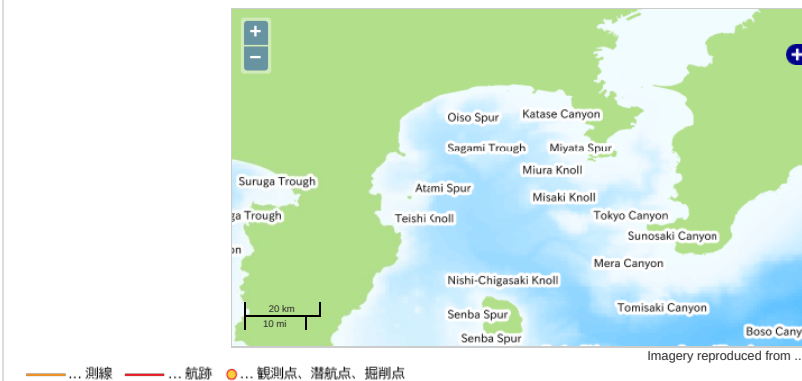 +
−
Oiso Spur
Katase Canyon
Sagami Trough
Miyata Spur
Miura Knoll
Suruga Trough
Atami Spur
Misaki Knoll
ga Trough
Teishi Knoll
Tokyo Canyon
Sunosaki Canyon
on
Mera Canyon
Nishi-Chigasaki Knoll
20 km
10 mi
Senba Spur
Tomisaki Canyon
Senba Spur
Boso Cany
Imagery reproduced from ...
... 測線 ... 航跡 ... 観測点、潜航点、掘削点